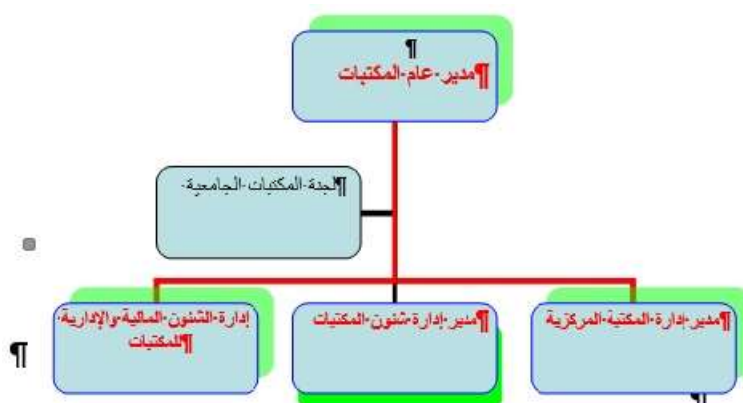 مدير عام المكتبات
لجنة المكتبات الجامعية
مدير إدارة المكتبة المركزية
مدير إدارة شئون المكتبات
إدارة الشئون المالية والإدارية
للمكتبات